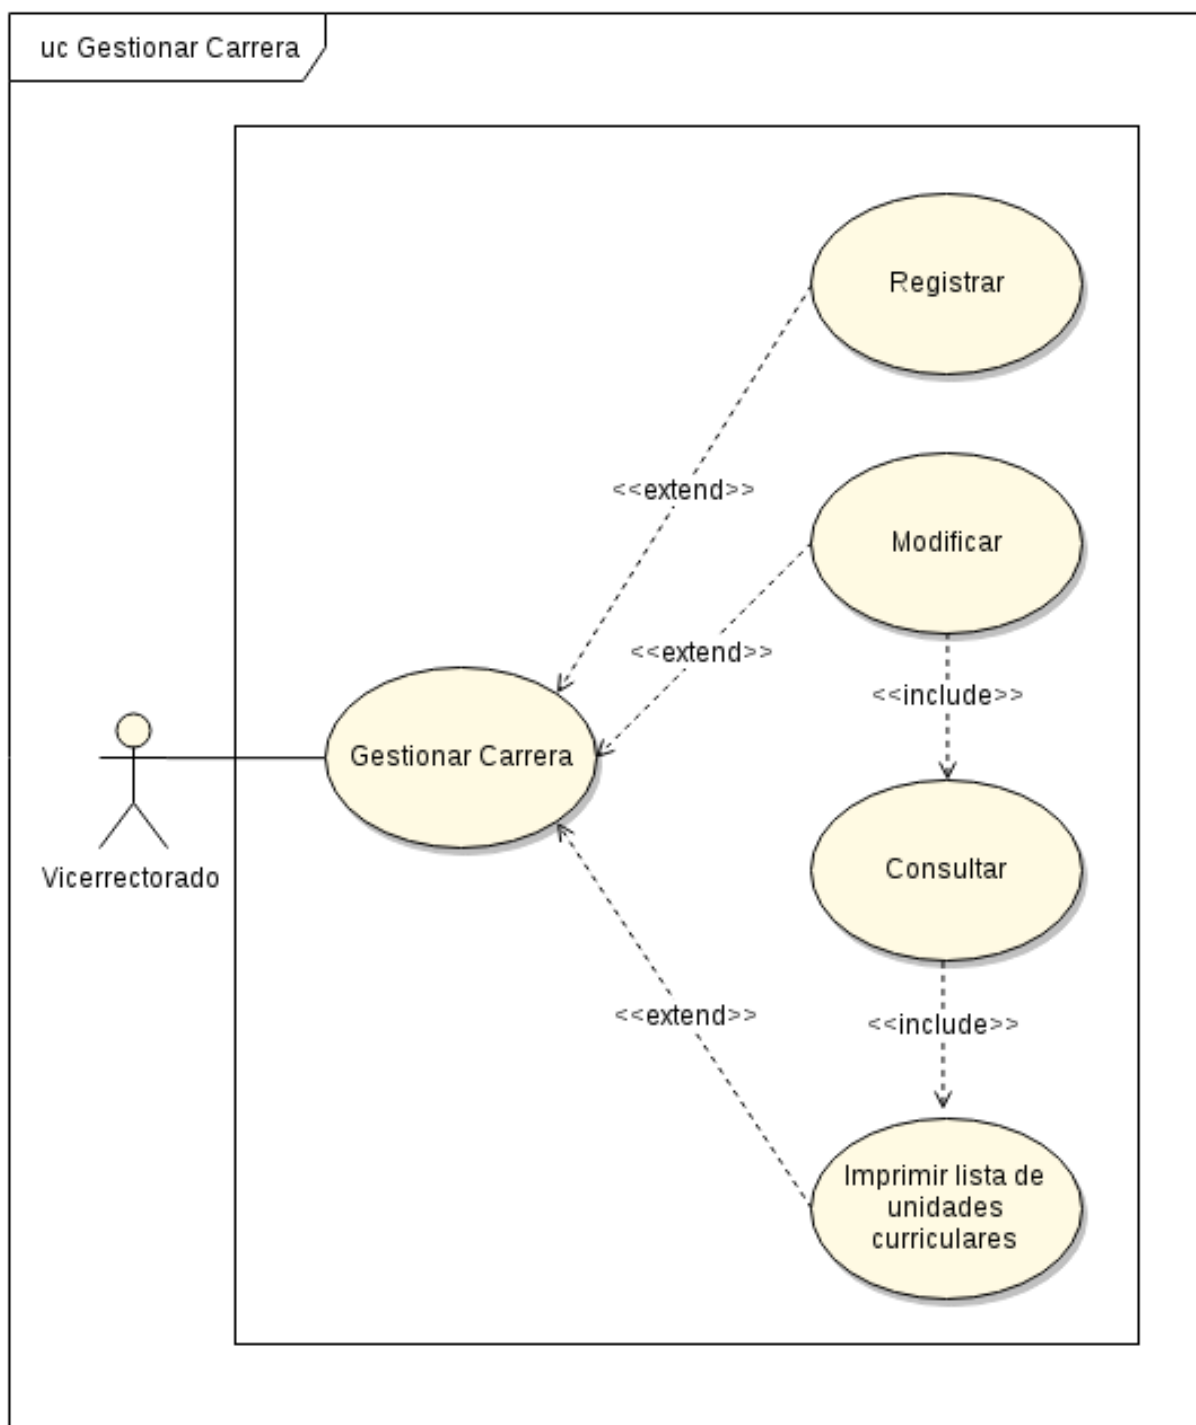 uc Gestionar Carrera
Registrar
<<extend>>
Modificar
<<extend>>
<<include>>
Gestionar Carrera
Vicerrectorado
Consultar
<<extend>>
<<include>>
Imprimir lista de
unidades
curriculares